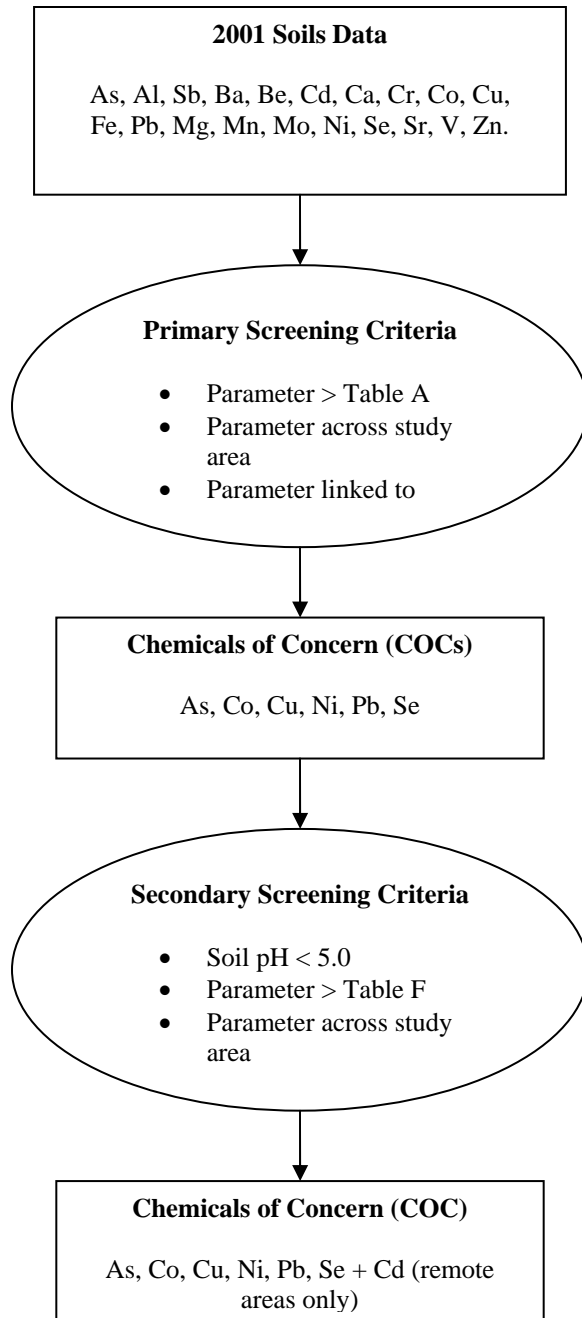 2001 Soils Data
As, Al, Sb, Ba, Be, Cd, Ca, Cr, Co, Cu,
Fe, Pb, Mg, Mn, Mo, Ni, Se, Sr, V, Zn.
Primary Screening Criteria
• Parameter > Table A
• Parameter across study
area
• Parameter linked to
Chemicals of Concern (COCs)
As, Co, Cu, Ni, Pb, Se
Secondary Screening Criteria
• Soil pH < 5.0
• Parameter > Table F
• Parameter across study
area
Chemicals of Concern (COC)
As, Co, Cu, Ni, Pb, Se + Cd (remote
areas only)